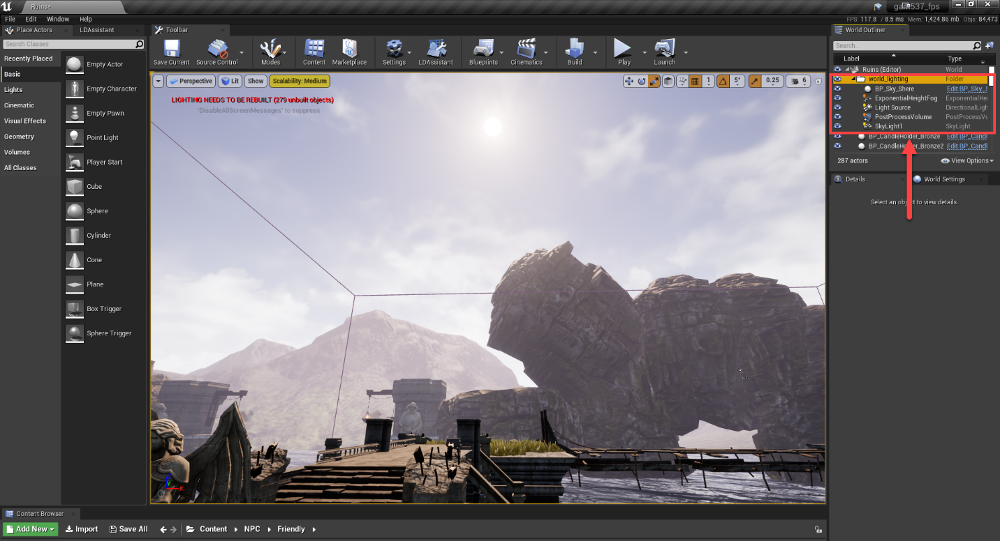 Ruins*
gam537_fps
File Edit Window Help
FPS: 117.8 / 8.5 ms Mem: 1,424.86 mb Objs: 84,473
Place Actors
LDAssistant
Toolbar
World Outliner
Search Classes
Recently Placed
Basic
Lights
Cinematic
Visual Effects
Geometry
Volumes
All Classes
Empty Actor
Empty Character
Empty Pawn
Point Light
Player Start
Cube
Sphere
Cylinder
Cone
Plane
Box Trigger
Sphere Trigger
Save Current Source Control Modes Content Marketplace Settings LDAssistant Blueprints Cinematics Build Play Launch
Perspective Lit Show Scalability: Medium
1 5° 0.25 6
LIGHTING NEEDS TO BE REBUILT (279 unbuilt objects)
'DisableAllScreenMessages' to suppress
Y
X
Search...
Label Type
Ruins (Editor) World
world_lighting Folder
BP_Sky_Shere Edit BP_Sky_S
ExponentialHeightFog ExponentialHei
Light Source DirectionalLigh
PostProcessVolume PostProcessVo
SkyLight1 SkyLight
BP_CandleHolder_Bronze Edit BP_Candl
BP_CandleHolder_Bronze2 Edit BP_Candl
287 actors View Options
Details World Settings
Select an object to view details.
Content Browser
Add New Import Save All Content NPC Friendly